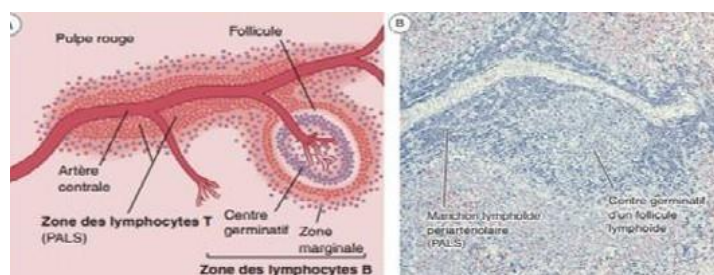 A
Pulpe rouge
Follicule
Artère
centrale
Zone des lymphocytes T
(PALS)
Centre
germinatif
Zone
marginale
Zone des lymphocytes B
B
Manchon lymphoïde
périartériolaire
(PALS)
Centre germinatif
d'un follicule
lymphoïde